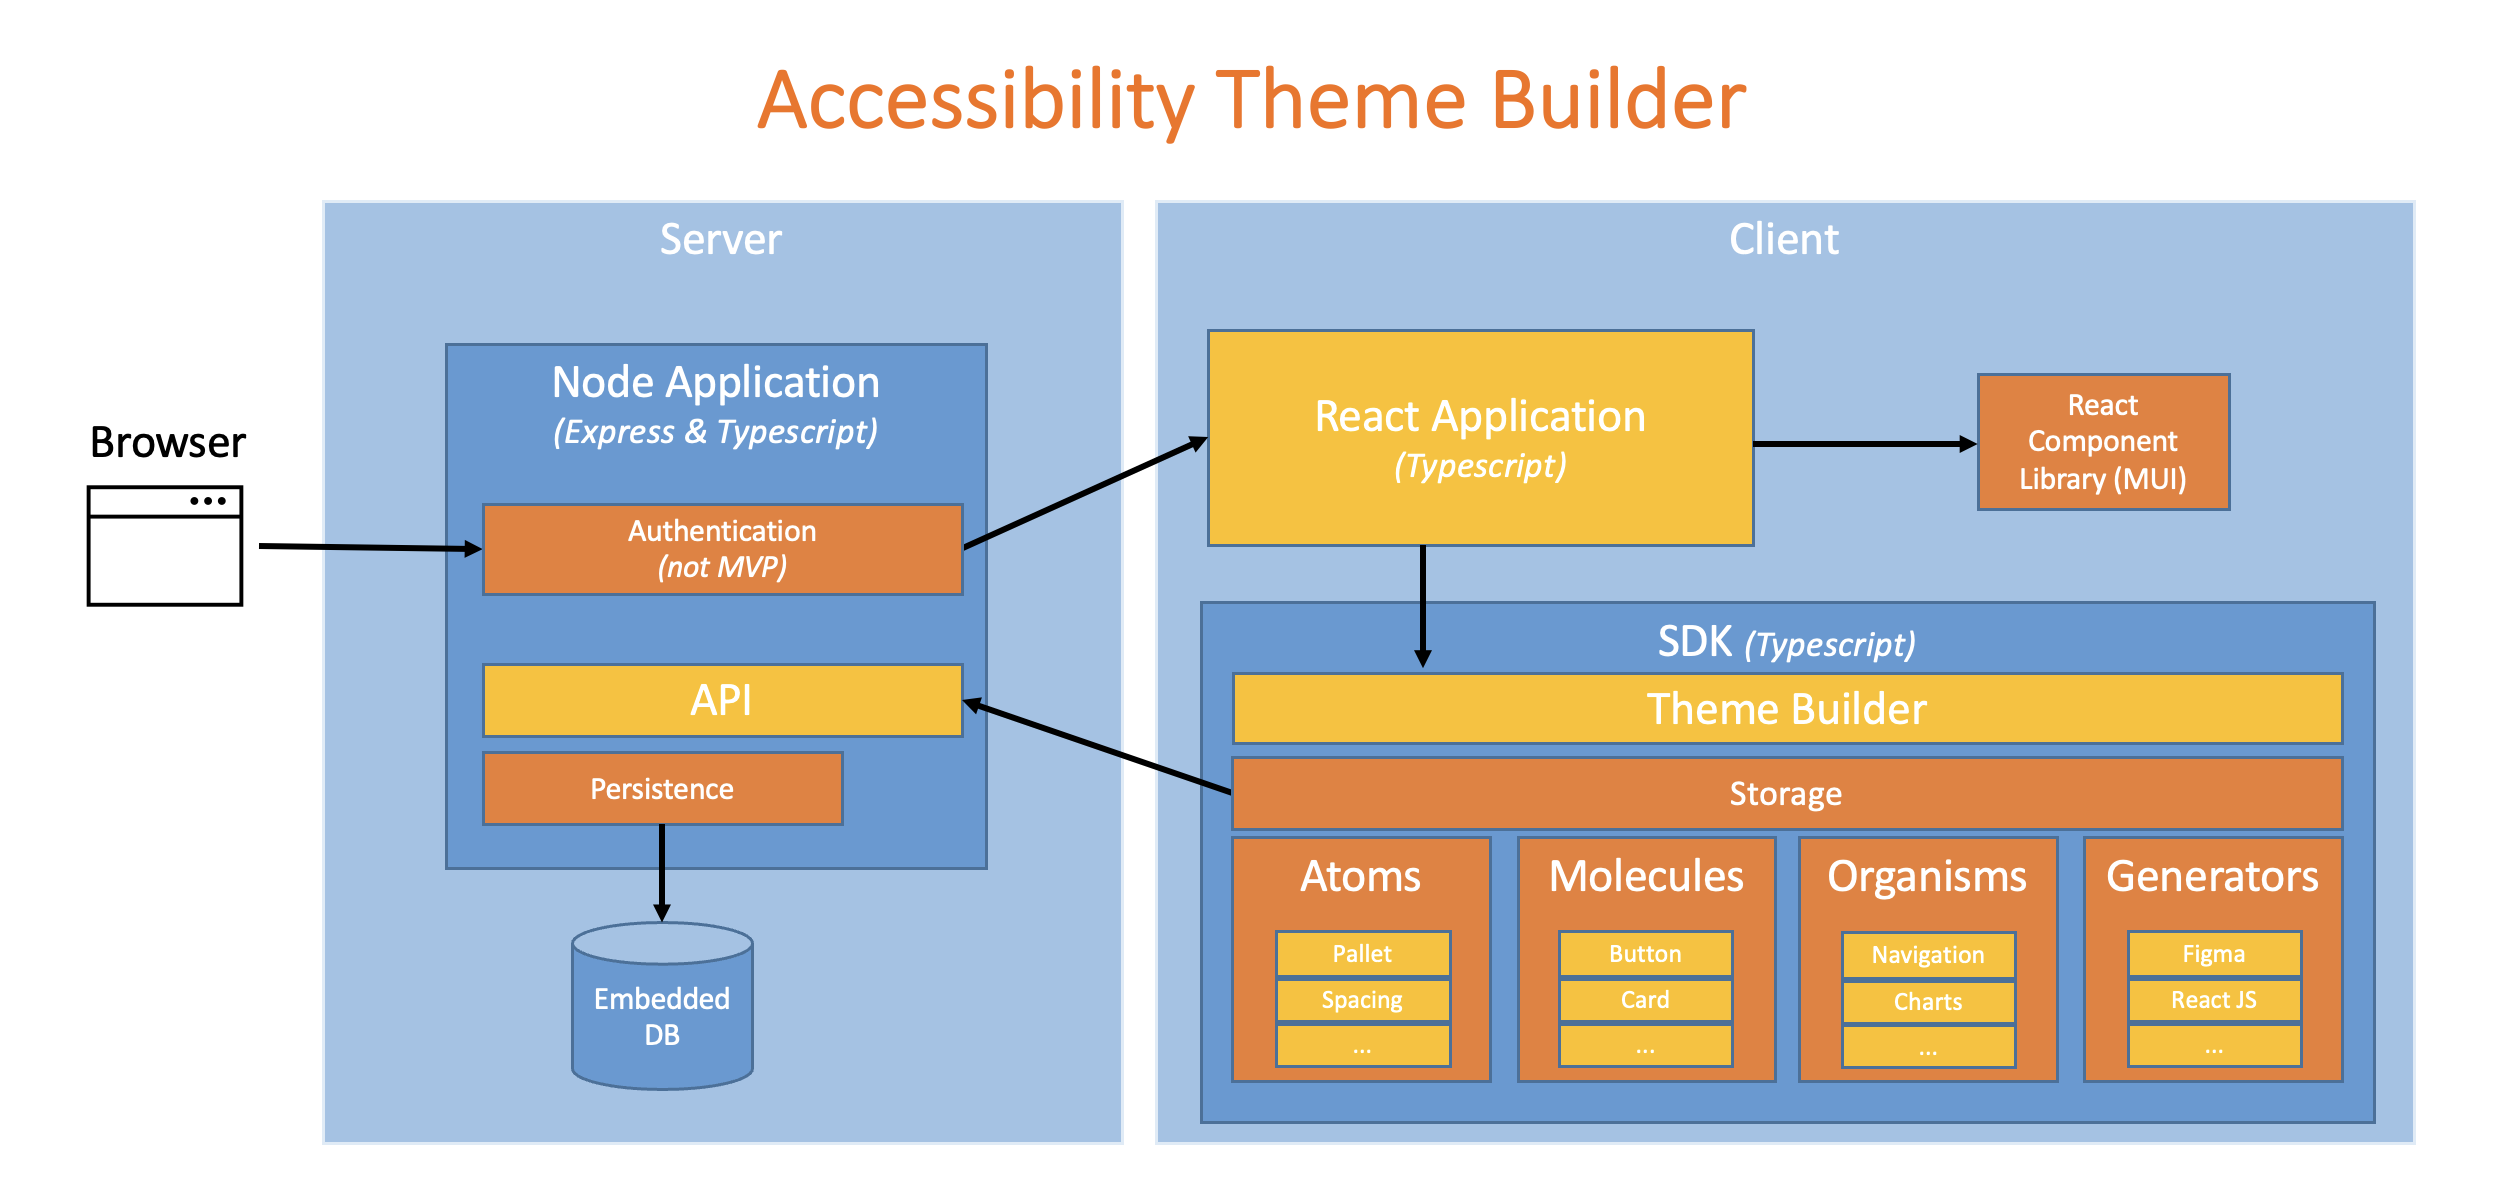 Accessibility Theme Builder
Server
Client
Browser
Node Application
(Express & Typescript)
Authentication
(not MVP)
API
Persistence
Embedded
DB
React Application
(Typescript)
React
Component
Library (MUI)
SDK (Typescript)
Theme Builder
Storage
Atoms
Pallet
Spacing
...
Molecules
Button
Card
...
Organisms
Navigation
Charts
...
Generators
Figma
React JS
...